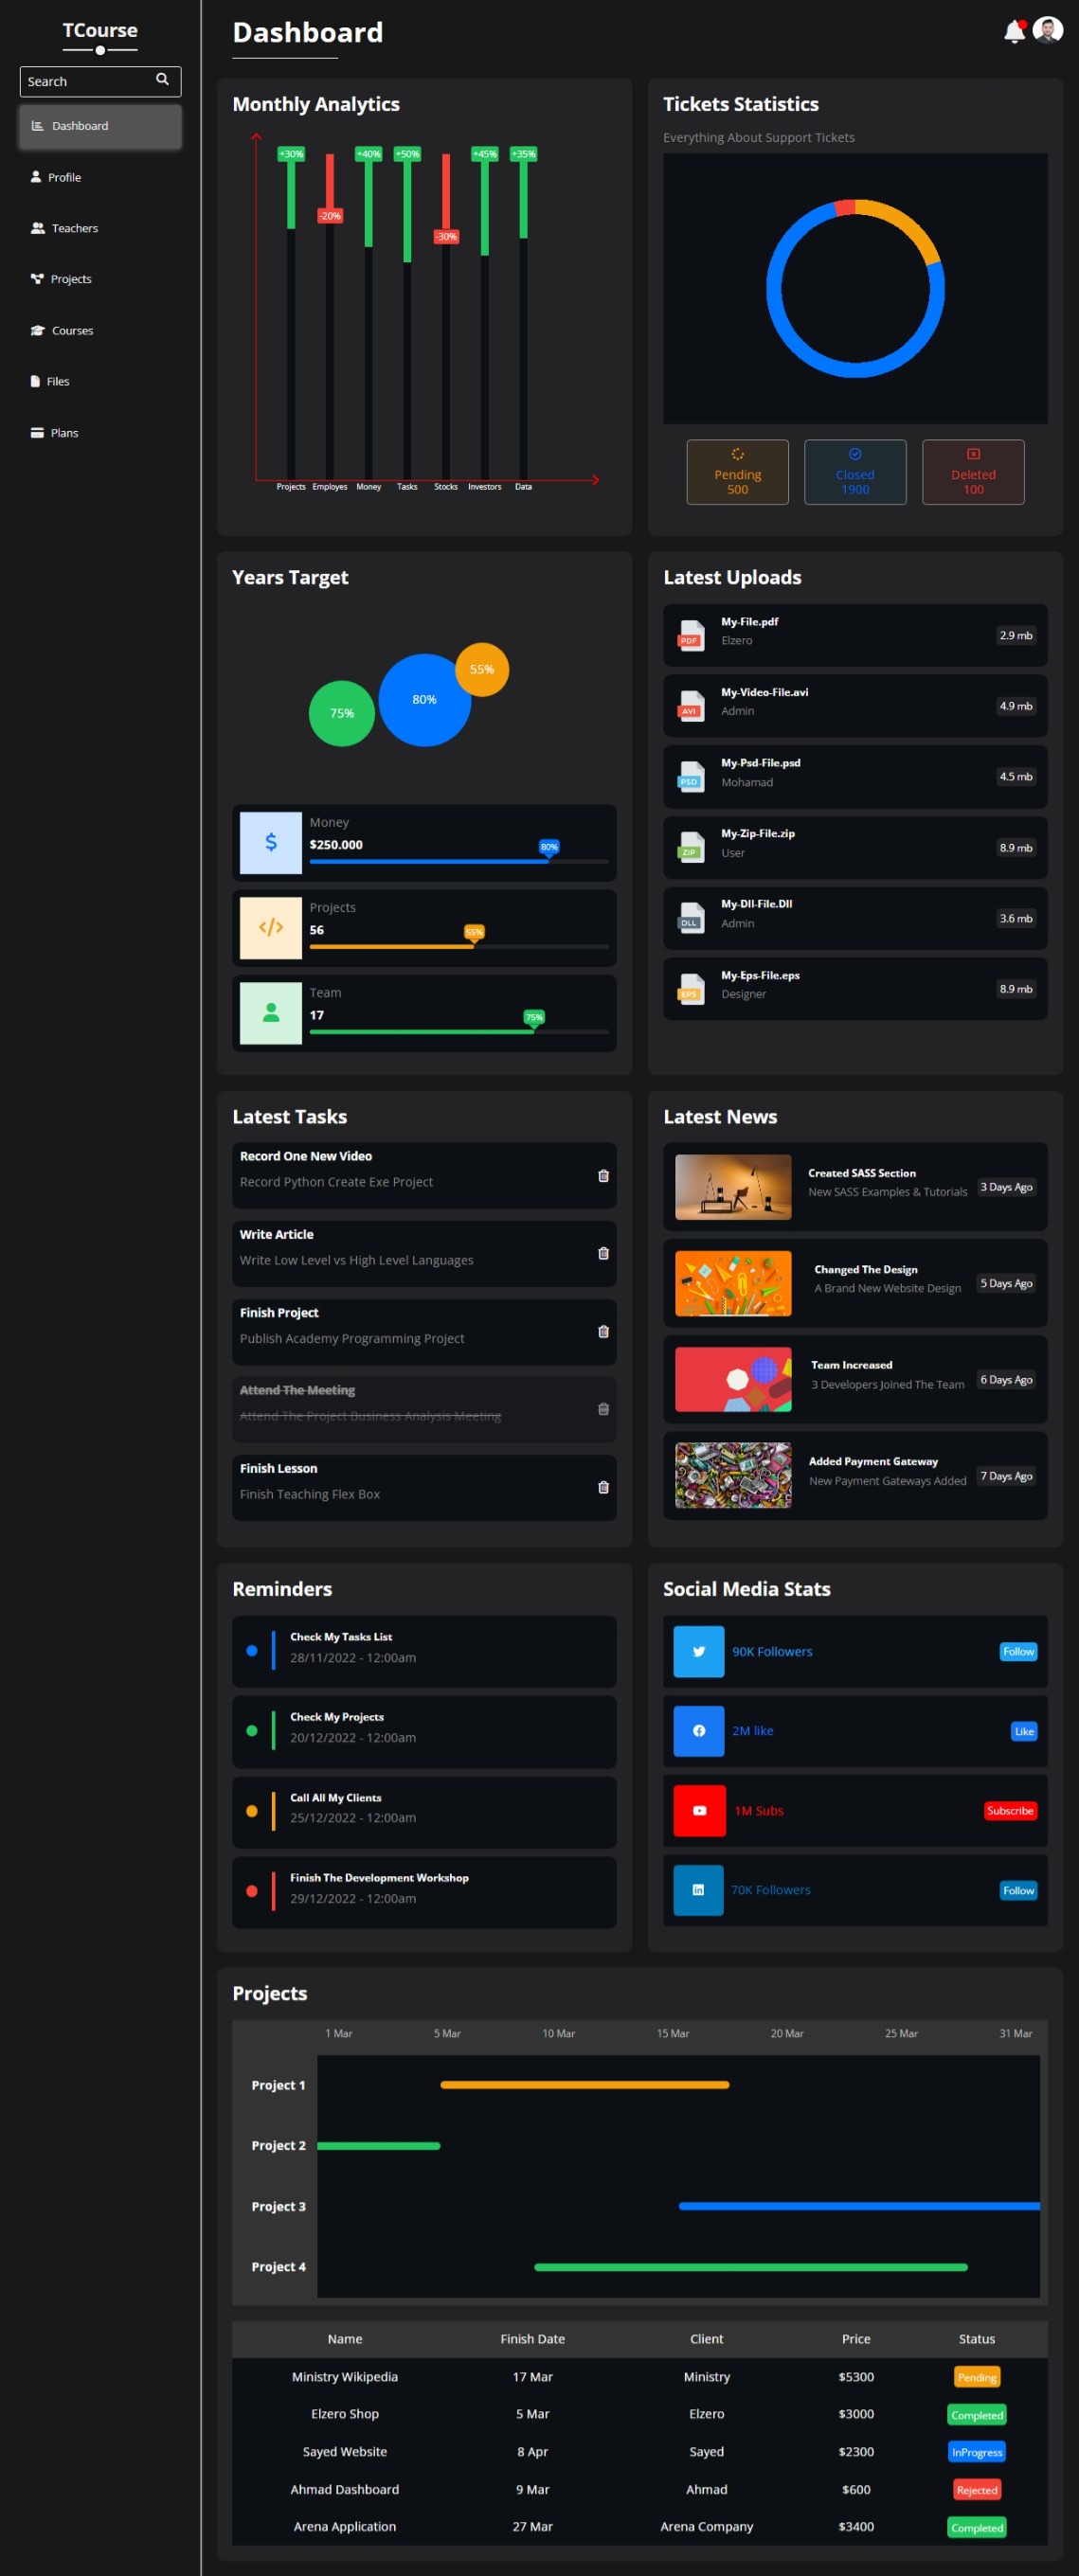 TCourse
Search
Dashboard
Profile
Teachers
Projects
Courses
Files
Plans
Dashboard
Monthly Analytics
+30%
-20%
+40%
+50%
-30%
+45%
+35%
Projects Employes Money Tasks Stocks Investors Data
Tickets Statistics
Everything About Support Tickets
Pending
500
Closed
1900
Deleted
100
Years Target
75%
80%
55%
Money
$250.000
80%
Projects
56
55%
Team
17
75%
Latest Uploads
PDF
My-File.pdf
Elzero
2.9 mb
AVI
My-Video-File.avi
Admin
4.9 mb
PSD
My-Psd-File.psd
Mohamad
4.5 mb
ZIP
My-Zip-File.zip
User
8.9 mb
DLL
My-Dll-File.Dll
Admin
3.6 mb
EPS
My-Eps-File.eps
Designer
8.9 mb
Latest Tasks
Record One New Video
Record Python Create Exe Project
Write Article
Write Low Level vs High Level Languages
Finish Project
Publish Academy Programming Project
Attend The Meeting
Attend The Project Business Analysis Meeting
Finish Lesson
Finish Teaching Flex Box
Latest News
Created SASS Section
New SASS Examples & Tutorials
3 Days Ago
Changed The Design
A Brand New Website Design
5 Days Ago
Team Increased
3 Developers Joined The Team
6 Days Ago
Added Payment Gateway
New Payment Gateways Added
7 Days Ago
Reminders
Check My Tasks List
28/11/2022 - 12:00am
Check My Projects
20/12/2022 - 12:00am
Call All My Clients
25/12/2022 - 12:00am
Finish The Development Workshop
29/12/2022 - 12:00am
Social Media Stats
90K Followers
Follow
2M like
Like
1M Subs
Subscribe
70K Followers
Follow
Projects
1 Mar 5 Mar 10 Mar 15 Mar 20 Mar 25 Mar 31 Mar
Project 1
Project 2
Project 3
Project 4
Name Finish Date Client Price Status
Ministry Wikipedia 17 Mar Ministry $5300 Pending
Elzero Shop 5 Mar Elzero $3000 Completed
Sayed Website 8 Apr Sayed $2300 InProgress
Ahmad Dashboard 9 Mar Ahmad $600 Rejected
Arena Application 27 Mar Arena Company $3400 Completed